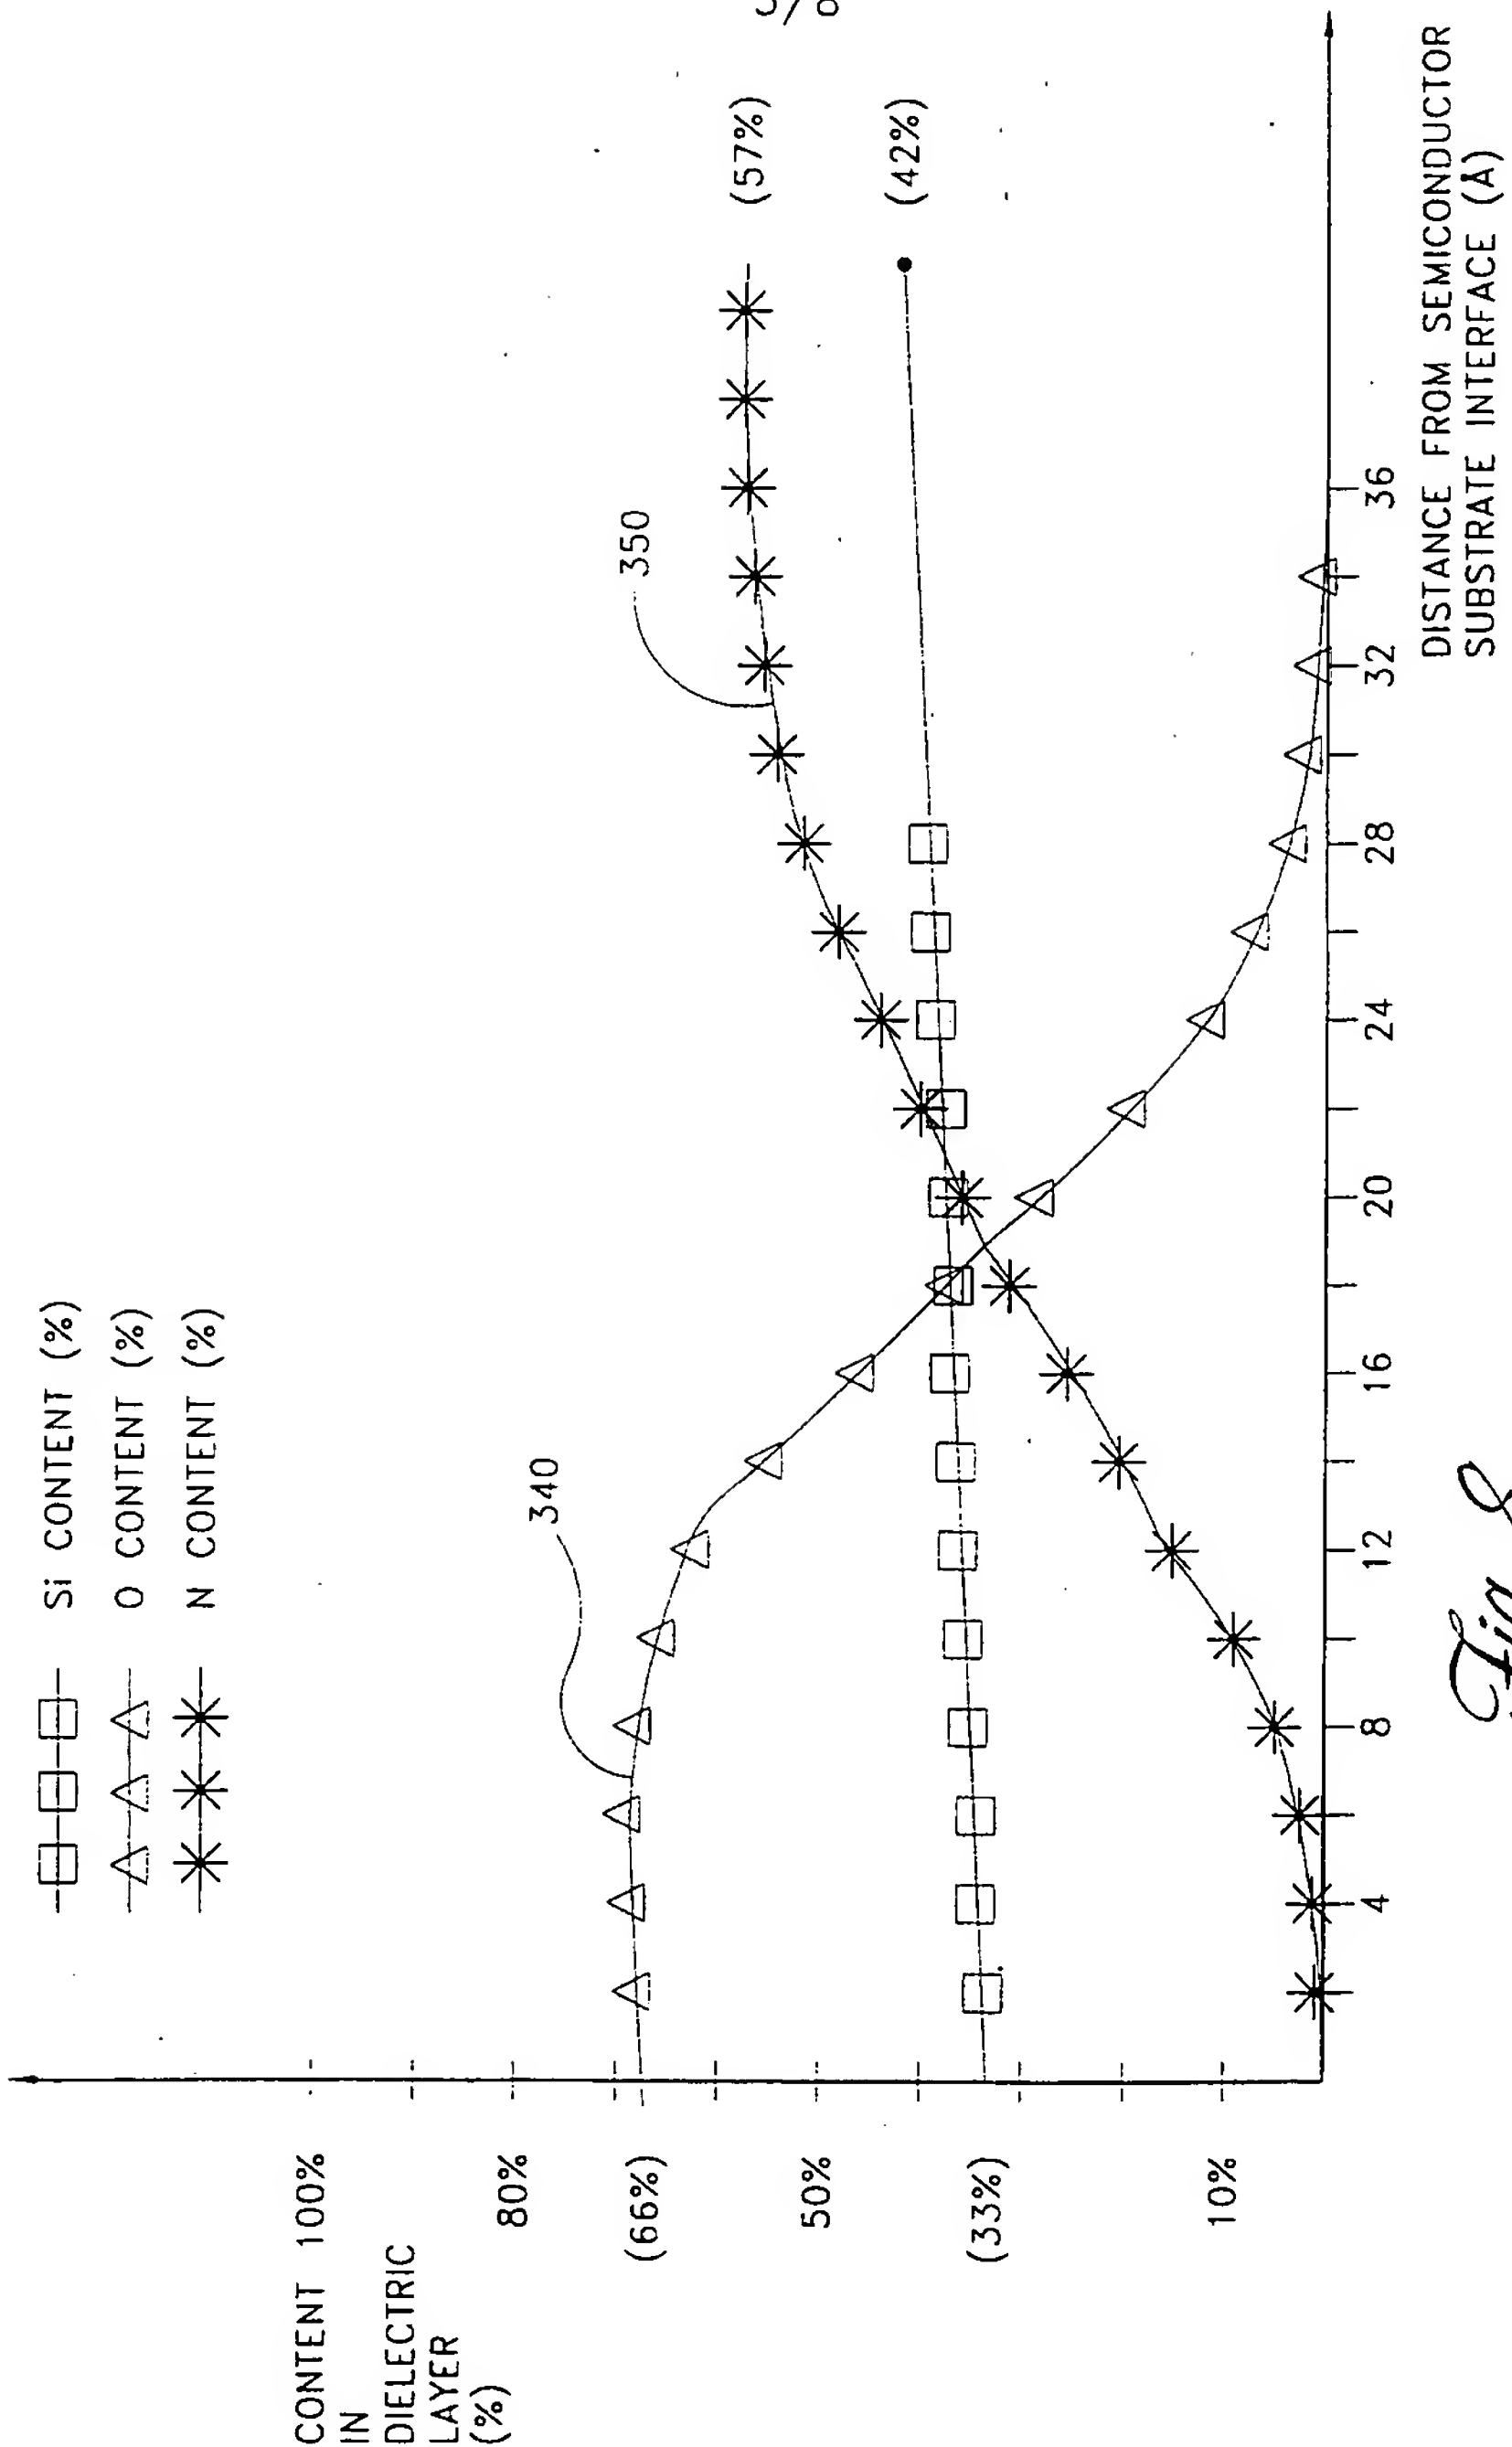 Si CONTENT (%)
O CONTENT (%)
N CONTENT (%)
CONTENT 100%
IN
DIELECTRIC
LAYER
(%)
80%
(66%)
50%
(33%)
10%
340
350
(57%)
(42%)
4
8
12
16
20
24
28
32
36
DISTANCE FROM SEMICONDUCTOR
SUBSTRATE INTERFACE (Å)
Fig.